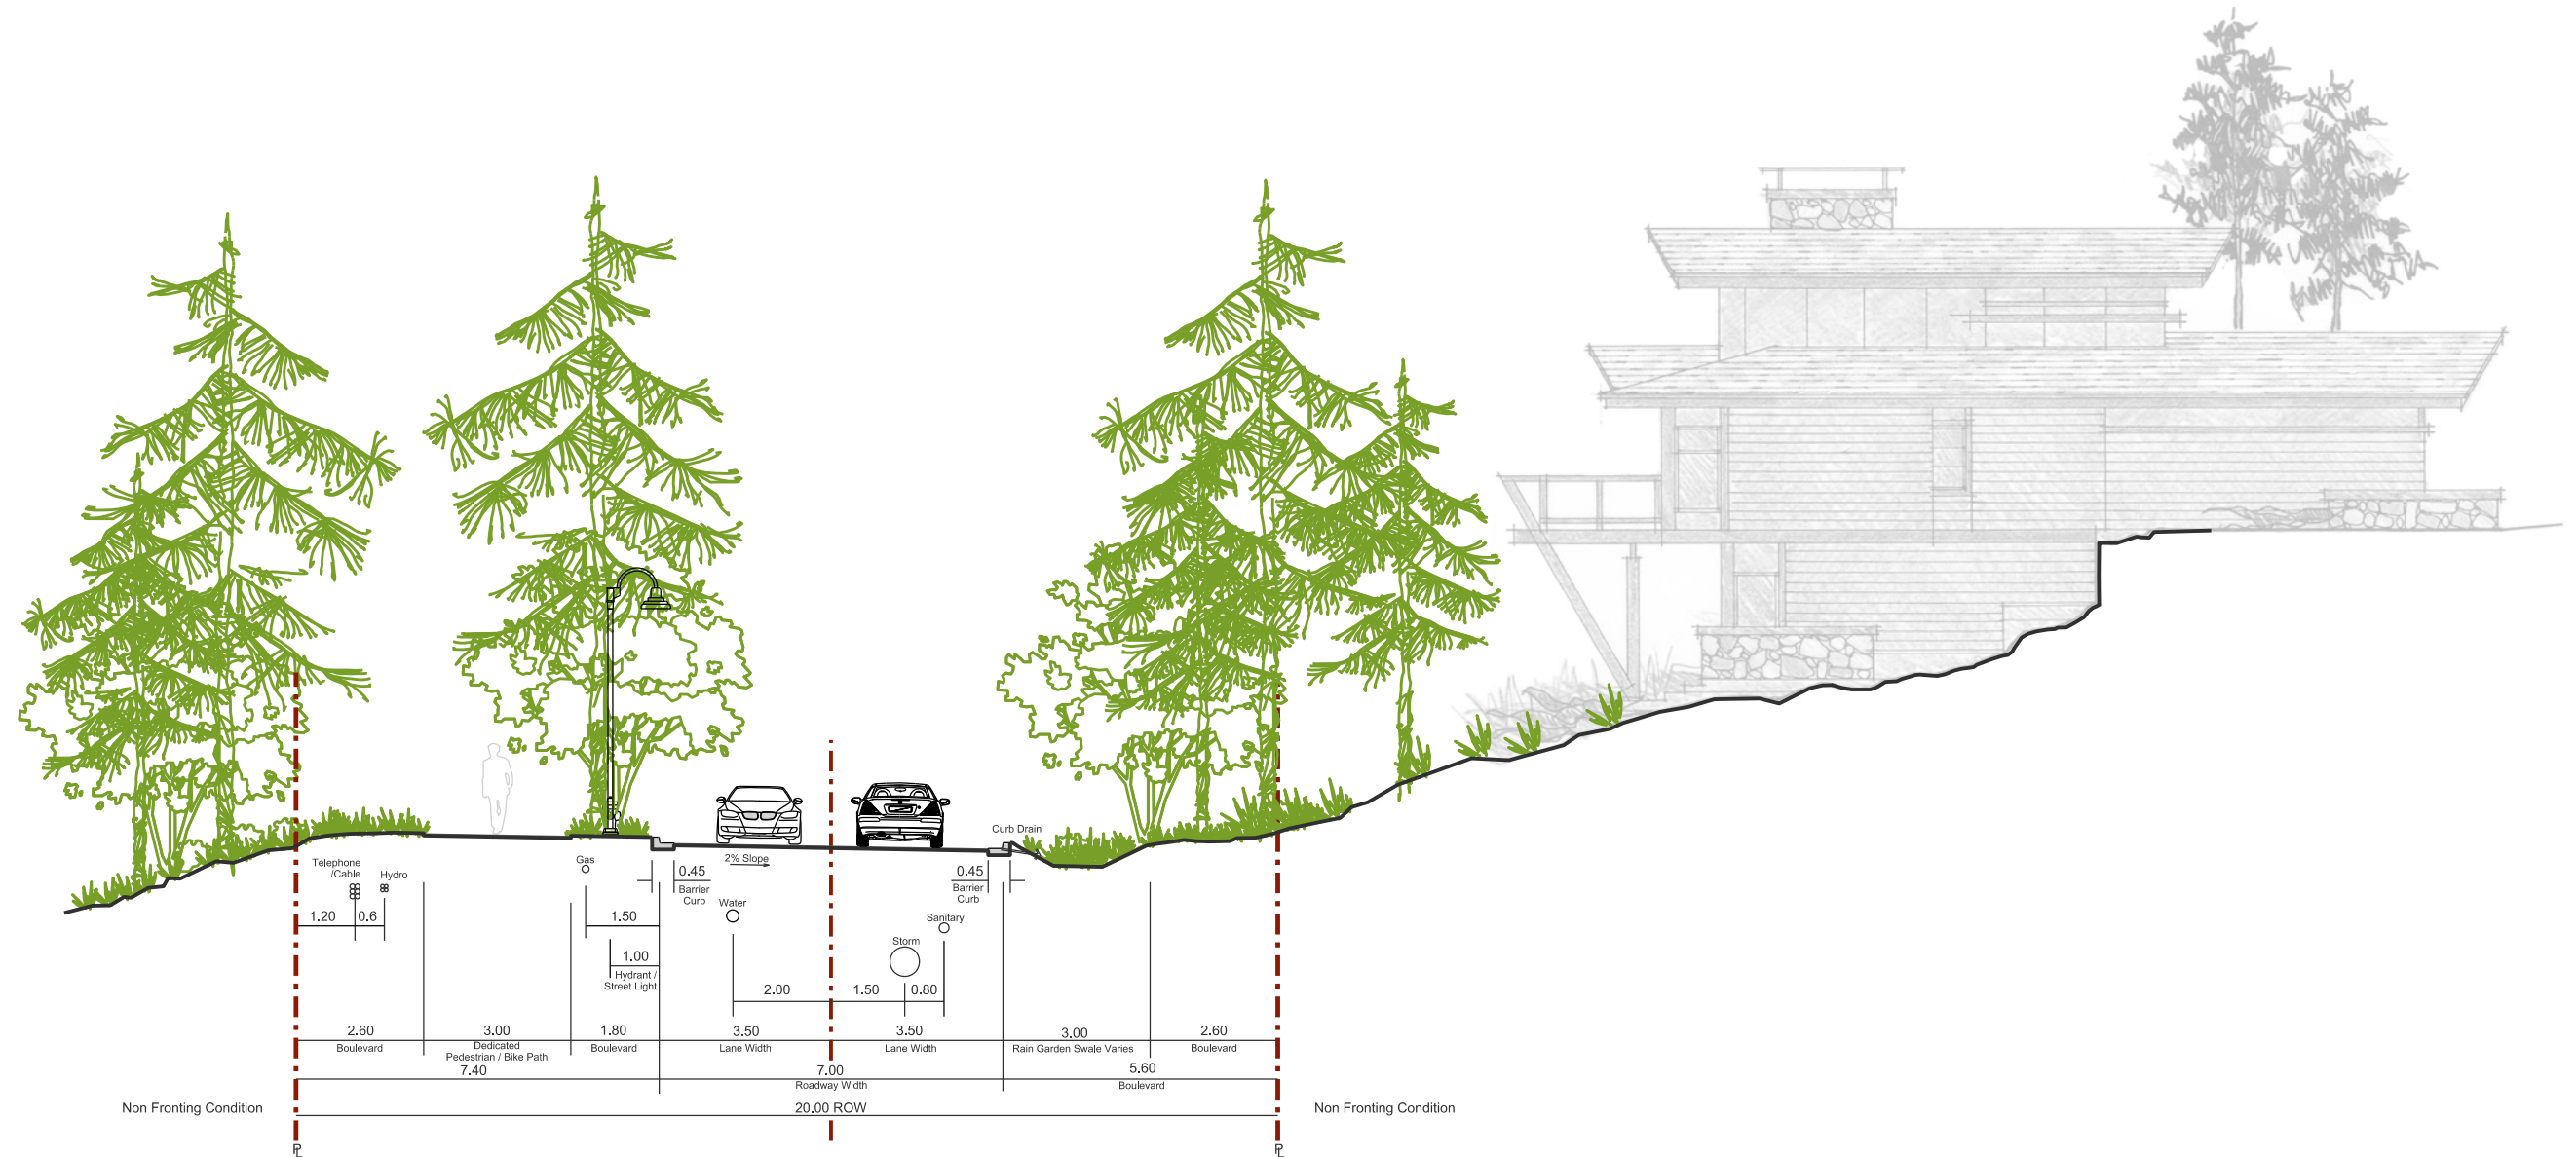 Curb Drain
2% Slope
Telephone
/Cable
Hydro
Gas
0.45
Barrier
Curb
0.45
Barrier
Curb
Water
Sanitary
Storm
1.20
0.6
1.50
1.00
Hydrant /
Street Light
2.00
1.50
0.80
2.60
Boulevard
3.00
Dedicated
Pedestrian / Bike Path
1.80
Boulevard
3.50
Lane Width
3.50
Lane Width
3.00
Rain Garden Swale Varies
2.60
Boulevard
7.40
7.00
Roadway Width
5.60
Boulevard
Non Fronting Condition
20.00 ROW
Non Fronting Condition
PL
PL